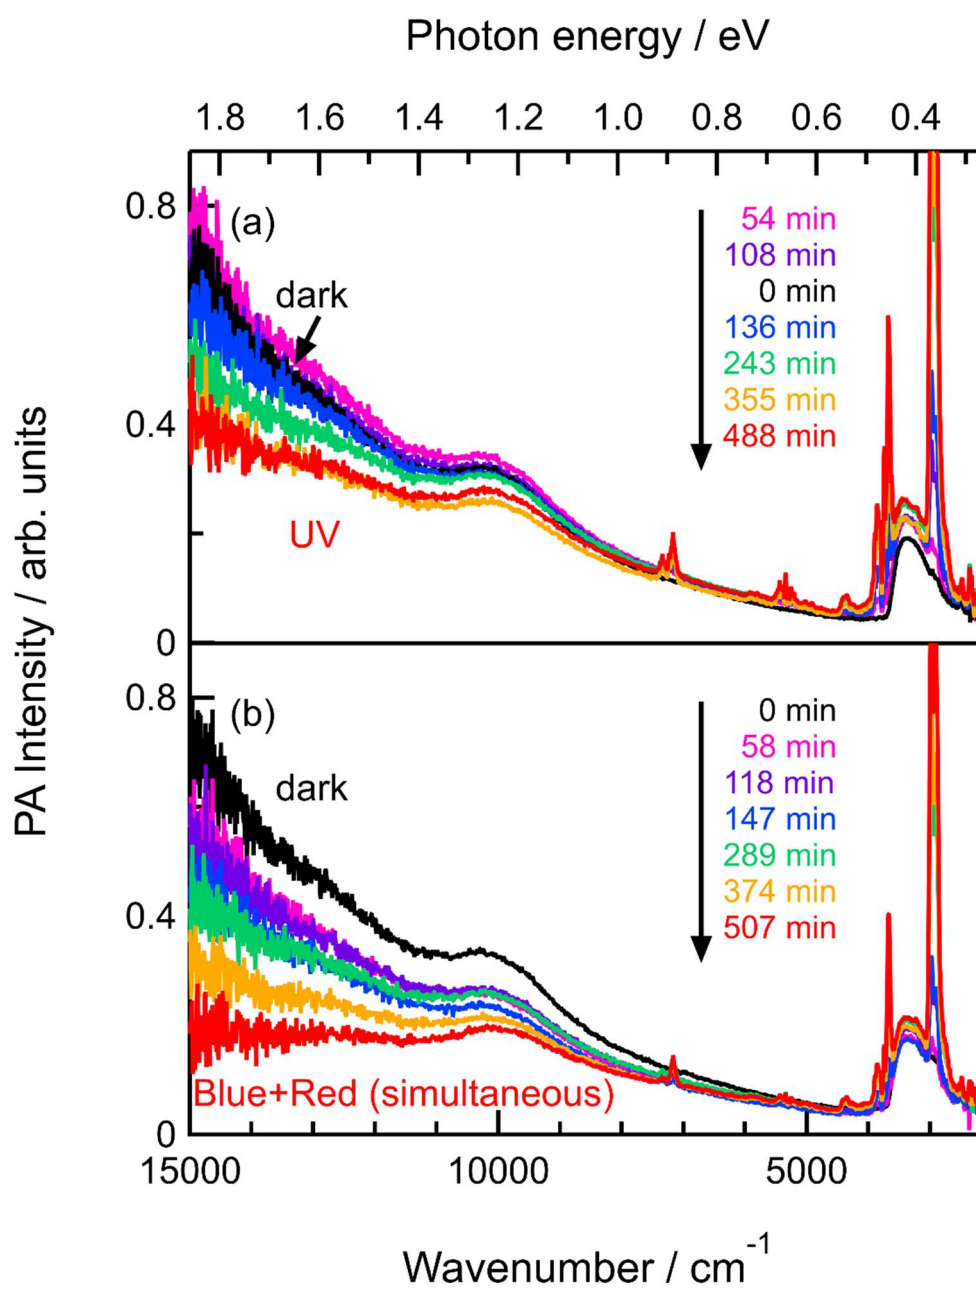 Photon energy / eV
1.8 1.6 1.4 1.2 1.0 0.8 0.6 0.4
PA Intensity / arb. units
0.8
0.4
0
(a)
dark
UV
54 min
108 min
0 min
136 min
243 min
355 min
488 min
0.8
0.4
0
(b)
dark
Blue+Red (simultaneous)
0 min
58 min
118 min
147 min
289 min
374 min
507 min
15000 10000 5000
Wavenumber / cm⁻¹